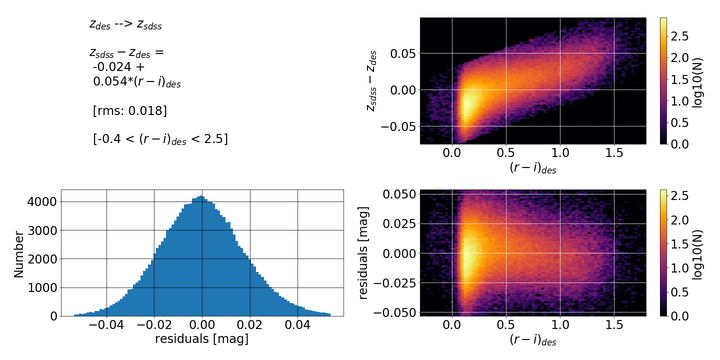 z_des --> z_sdss
z_sdss − z_des =
-0.024 +
0.054*(r − i)_des
[rms: 0.018]
[-0.4 < (r − i)_des < 2.5]
z_sdss − z_des
0.05
0.00
−0.05
0.0 0.5 1.0 1.5
(r − i)_des
2.5
2.0
1.5
1.0
0.5
0.0
log10(N)
Number
4000
3000
2000
1000
0
−0.04 −0.02 0.00 0.02 0.04
residuals [mag]
residuals [mag]
0.050
0.025
0.000
−0.025
−0.050
0.0 0.5 1.0 1.5
(r − i)_des
2.5
2.0
1.5
1.0
0.5
0.0
log10(N)